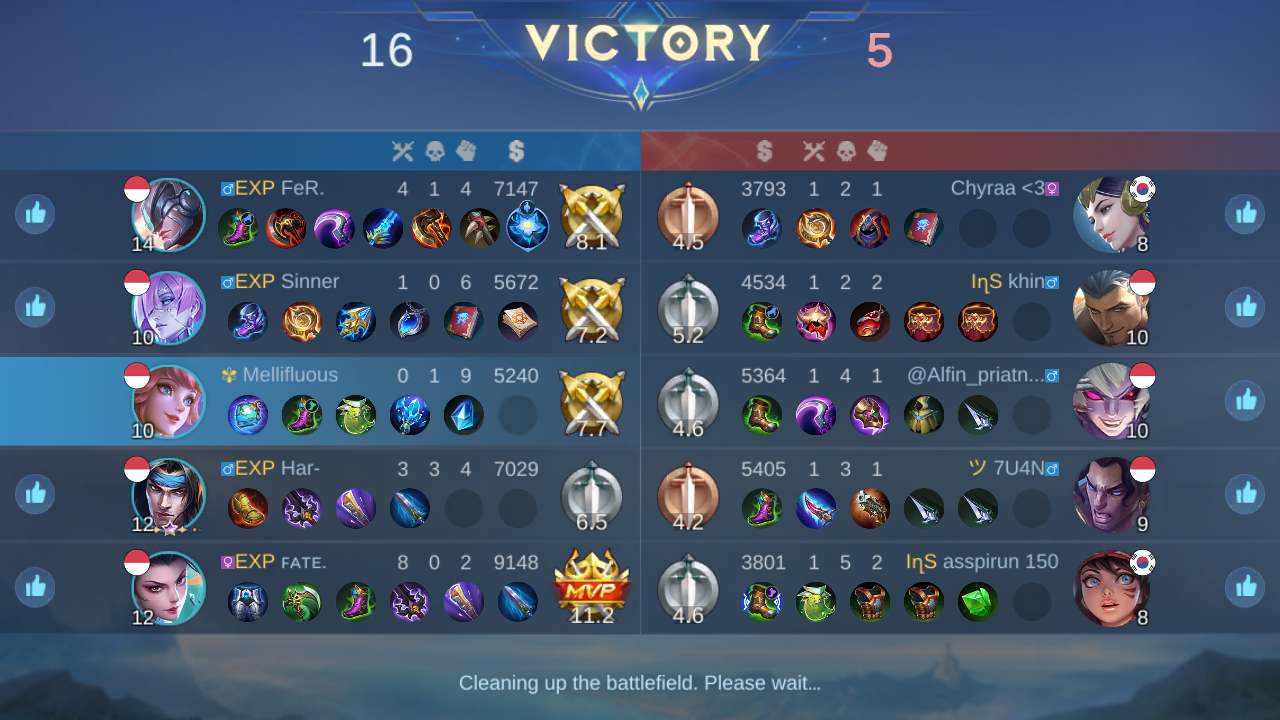 16 VICTORY 5
EXP FeR. 4 1 4 7147
14 8.1
3793 1 2 1 Chyraa <3
4.5 8
EXP Sinner 1 0 6 5672
10 7.2
4534 1 2 2 IηS khin
5.2 10
Mellifluous 0 1 9 5240
10 7.7
5364 1 4 1 @Alfin_priatn...
4.6 10
EXP Har- 3 3 4 7029
12 6.5
5405 1 3 1 ツ 7U4N
4.2 9
EXP ꜰᴀᴛᴇ. 8 0 2 9148
12 MVP 11.2
3801 1 5 2 IηS asspirun 150
4.6 8
Cleaning up the battlefield. Please wait...